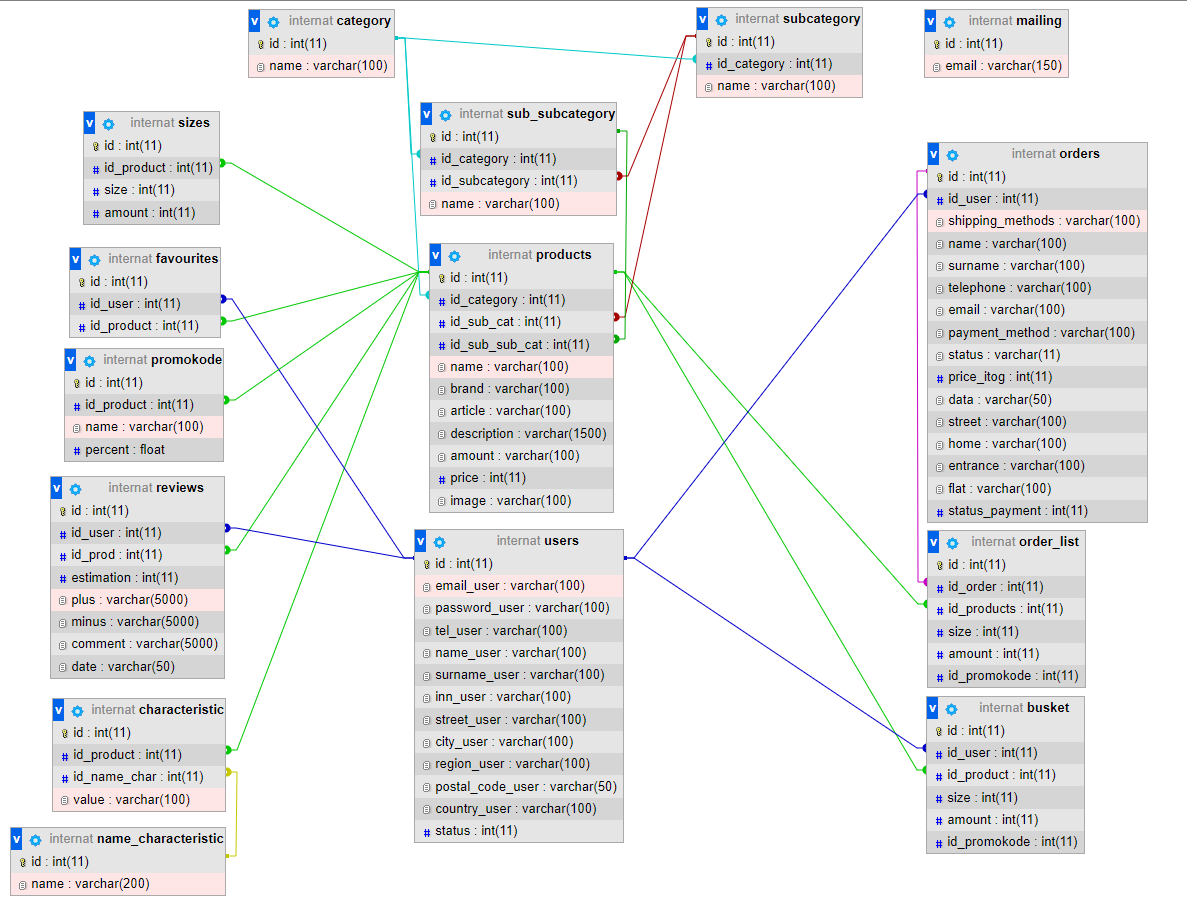 v internat category
id : int(11)
name : varchar(100)
v internat subcategory
id : int(11)
# id_category : int(11)
name : varchar(100)
v internat mailing
id : int(11)
email : varchar(150)
v internat sizes
id : int(11)
# id_product : int(11)
# size : int(11)
# amount : int(11)
v internat sub_subcategory
id : int(11)
# id_category : int(11)
# id_subcategory : int(11)
name : varchar(100)
v internat orders
id : int(11)
# id_user : int(11)
shipping_methods : varchar(100)
name : varchar(100)
surname : varchar(100)
telephone : varchar(100)
email : varchar(100)
payment_method : varchar(100)
status : varchar(11)
# price_itog : int(11)
data : varchar(50)
street : varchar(100)
home : varchar(100)
entrance : varchar(100)
flat : varchar(100)
# status_payment : int(11)
v internat favourites
id : int(11)
# id_user : int(11)
# id_product : int(11)
v internat products
id : int(11)
# id_category : int(11)
# id_sub_cat : int(11)
# id_sub_sub_cat : int(11)
name : varchar(100)
brand : varchar(100)
article : varchar(100)
description : varchar(1500)
amount : varchar(100)
# price : int(11)
image : varchar(100)
v internat promokode
id : int(11)
# id_product : int(11)
name : varchar(100)
# percent : float
v internat reviews
id : int(11)
# id_user : int(11)
# id_prod : int(11)
# estimation : int(11)
plus : varchar(5000)
minus : varchar(5000)
comment : varchar(5000)
date : varchar(50)
v internat users
id : int(11)
email_user : varchar(100)
password_user : varchar(100)
tel_user : varchar(100)
name_user : varchar(100)
surname_user : varchar(100)
inn_user : varchar(100)
street_user : varchar(100)
city_user : varchar(100)
region_user : varchar(100)
postal_code_user : varchar(50)
country_user : varchar(100)
# status : int(11)
v internat order_list
id : int(11)
# id_order : int(11)
# id_products : int(11)
# size : int(11)
# amount : int(11)
# id_promokode : int(11)
v internat characteristic
id : int(11)
# id_product : int(11)
# id_name_char : int(11)
value : varchar(100)
v internat busket
id : int(11)
# id_user : int(11)
# id_product : int(11)
# size : int(11)
# amount : int(11)
# id_promokode : int(11)
v internat name_characteristic
id : int(11)
name : varchar(200)